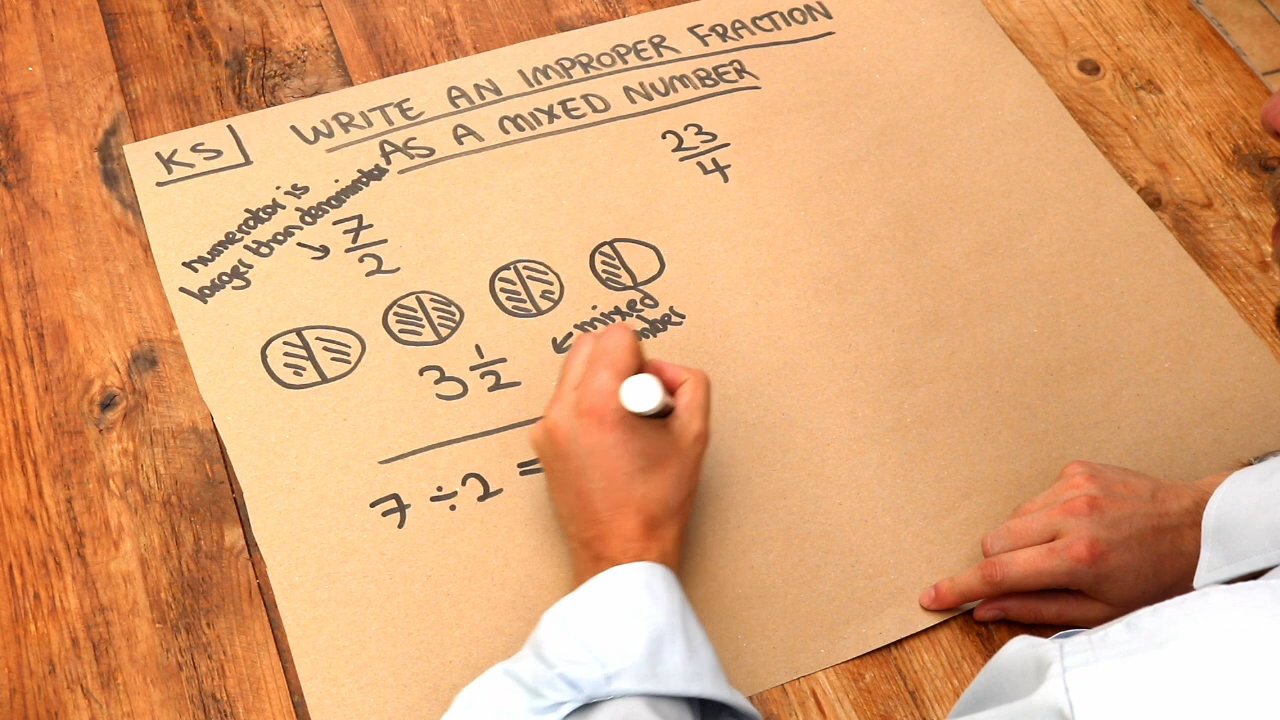 KS
WRITE AN IMPROPER FRACTION
AS A MIXED NUMBER
numerator is
larger than denominator
7
2
23
4
mixed
3 1/2
7 ÷ 2 =